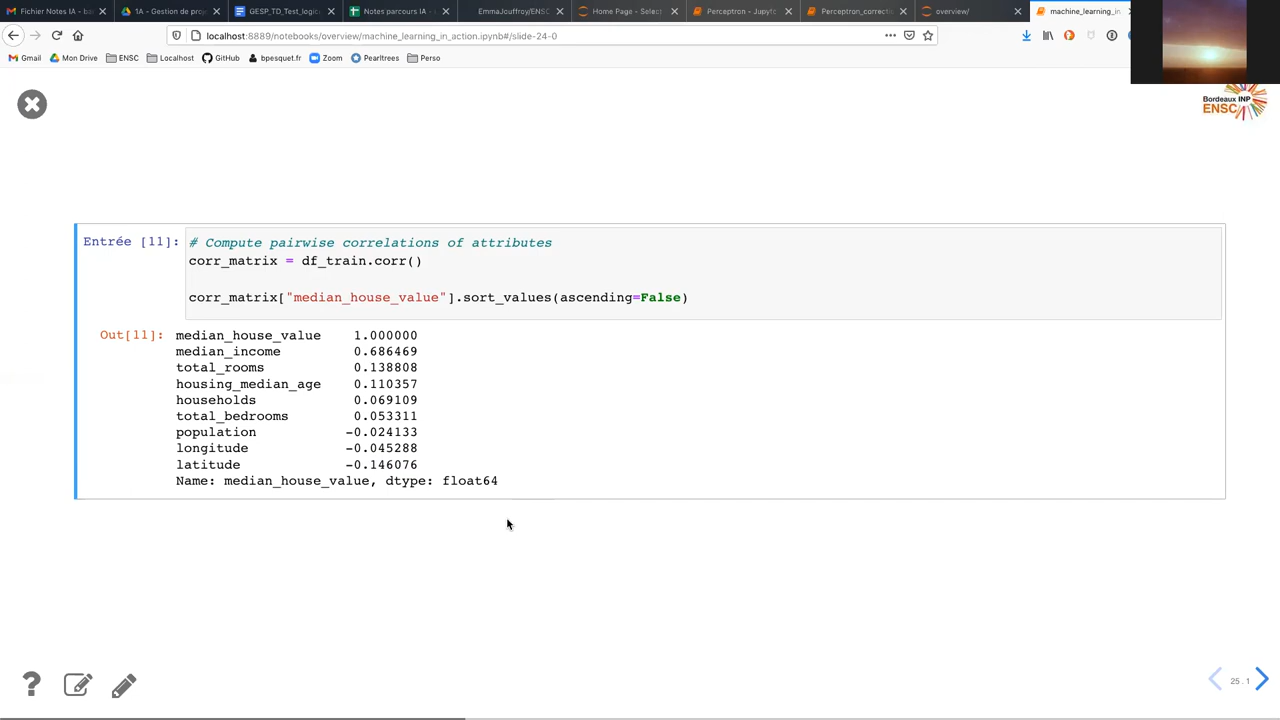 Fichier Notes IA - ba
1A - Gestion de proj
GESP_TD_Test_logici
Notes parcours IA -
EmmaJouffroy/ENSC
Home Page - Select
Perceptron - Jupyt
Perceptron_correcti
overview/
machine_learning_in
localhost:8889/notebooks/overview/machine_learning_in_action.ipynb#/slide-24-0
Gmail
Mon Drive
ENSC
Localhost
GitHub
bpesquet.fr
Zoom
Pearltrees
Perso
Bordeaux INP
ENSC
Entrée [11]:
# Compute pairwise correlations of attributes
corr_matrix = df_train.corr()
corr_matrix["median_house_value"].sort_values(ascending=False)
Out[11]:
median_house_value 1.000000
median_income 0.686469
total_rooms 0.138808
housing_median_age 0.110357
households 0.069109
total_bedrooms 0.053311
population -0.024133
longitude -0.045288
latitude -0.146076
Name: median_house_value, dtype: float64
?
25.1